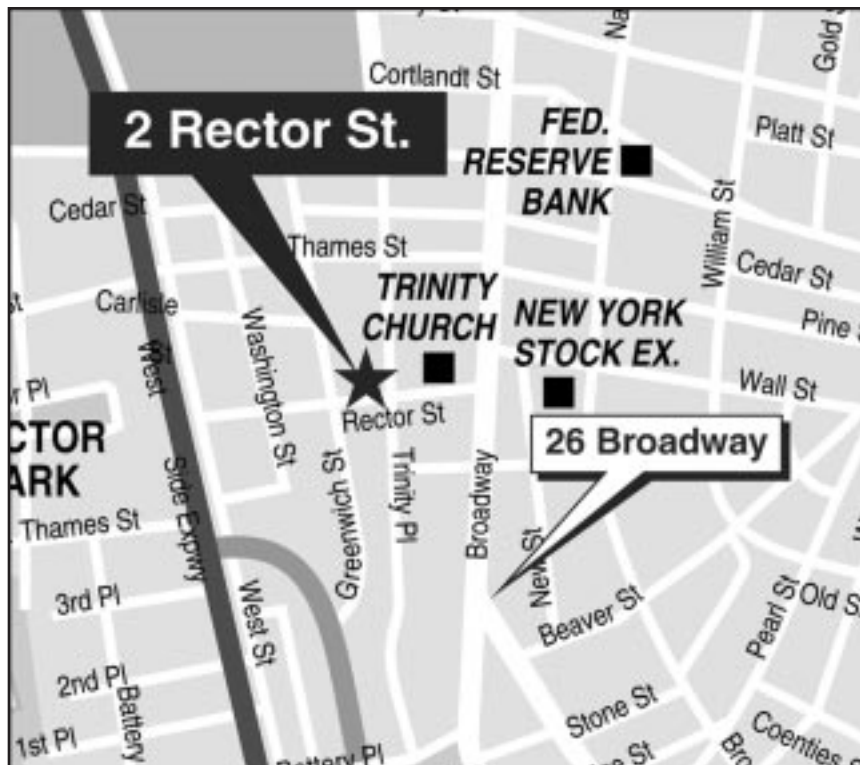 Cortlandt St
Gold S
2 Rector St.
FED.
RESERVE
BANK
Platt St
William St
Cedar St
Thames St
Cedar St
TRINITY
CHURCH
NEW YORK
STOCK EX.
Carlisle
St
Pine S
Washington St
Wall St
Rector St
CTOR
ARK
26 Broadway
West
Side Expwy
Greenwich St
Trinity Pl
Broadway
New St
Thames St
3rd Pl
West St
Beaver St
Pearl St
Old S
2nd Pl
Battery
Stone St
1st Pl
Battery Pl
Coenties S